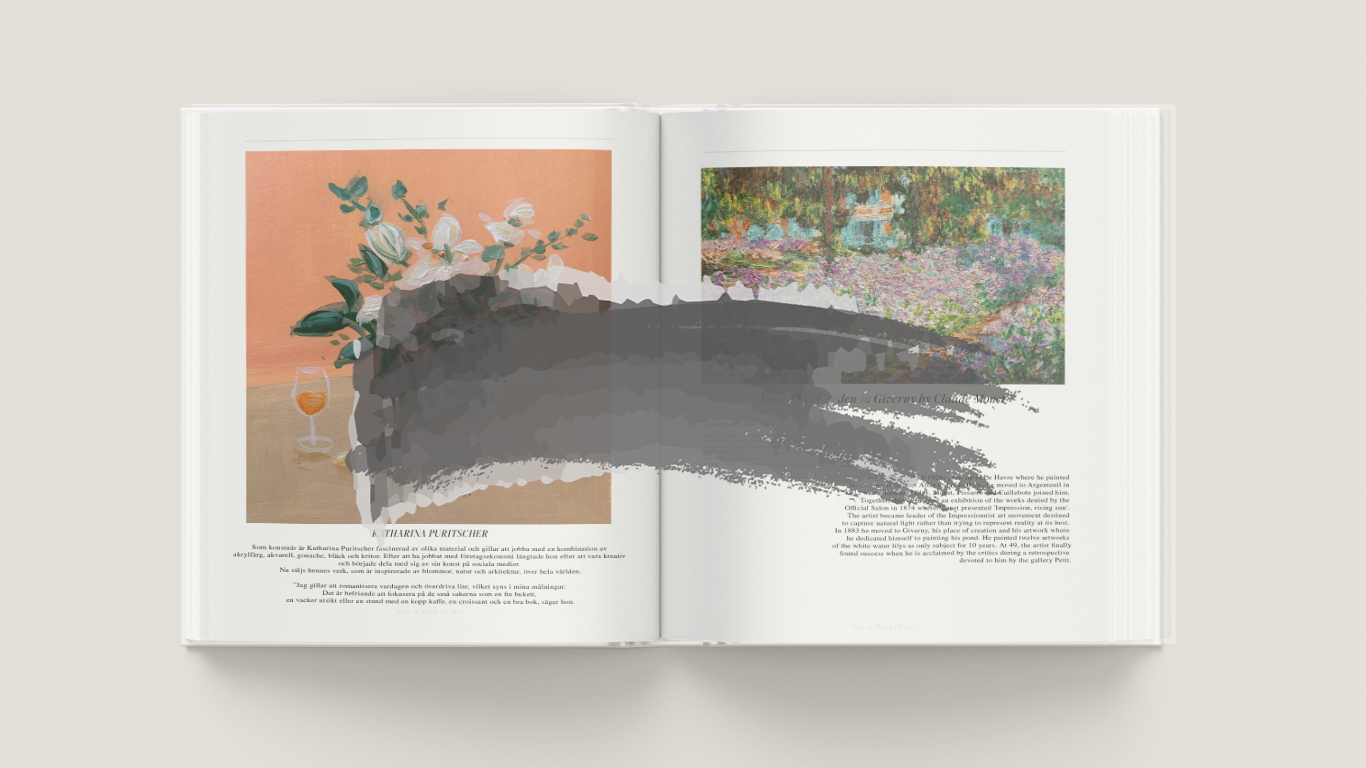 KATHARINA PURITSCHER
Som konstnär är Katharina Puritscher fascinerad av olika material och gillar att jobba med en kombination av
akrylfärg, akvarell, gouache, bläck och kritor. Efter att ha jobbat med företagsekonomi längtade hon efter att vara kreativ
och började dela med sig av sin konst på sociala medier.
Nu säljs hennes verk, som är inspirerade av blommor, natur och arkitektur, över hela världen.
"Jag gillar att romantisera vardagen och överdriva lite, vilket syns i mina målningar.
Det är befriande att fokusera på de små sakerna som en fin bukett,
en vacker utsikt eller en stund med en kopp kaffe, en croissant och en bra bok, säger hon.
Giverny by Claude Monet
Le Havre where he painted
moved to Argenteuil in
Caillebote joined him.
an exhibition of the works denied by the
Official Salon in 1874 where presented 'Impression, rising sun'.
The artist became leader of the Impressionnist art movement destined
to capture natural light rather than trying to represent reality at its best.
In 1883 he moved to Giverny, his place of creation and his artwork where
he dedicated himself to painting his pond. He painted twelve artworks
of the white water lilys as only subject for 10 years. At 49, the artist finally
found success when he is acclaimed by the critics during a retrospective
devoted to him by the gallery Petit.